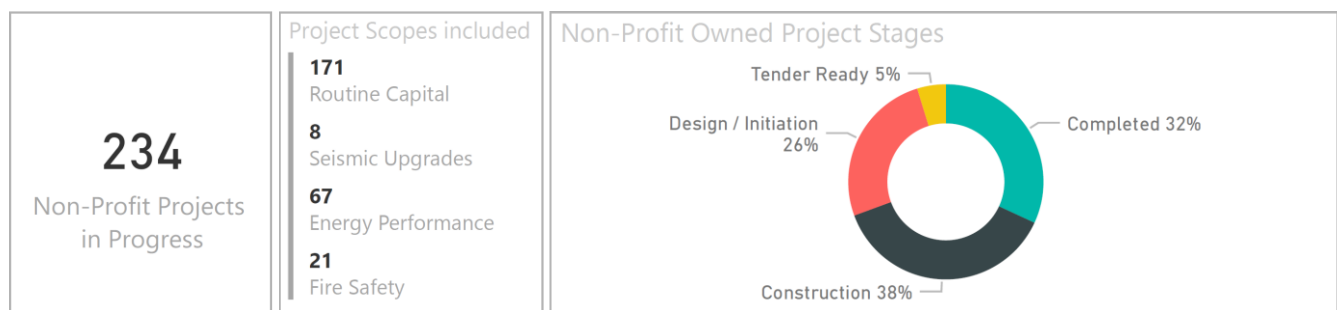 234
Non-Profit Projects
in Progress
Project Scopes included
171
Routine Capital
8
Seismic Upgrades
67
Energy Performance
21
Fire Safety
Non-Profit Owned Project Stages
Tender Ready 5%
Design / Initiation
26%
Completed 32%
Construction 38%